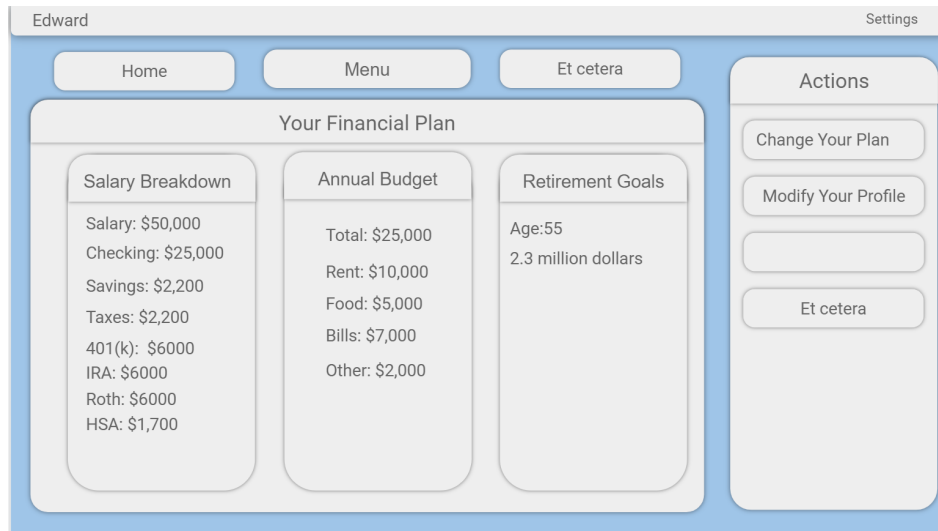 Edward
Settings
Home
Menu
Et cetera
Your Financial Plan
Salary Breakdown
Salary: $50,000
Checking: $25,000
Savings: $2,200
Taxes: $2,200
401(k): $6000
IRA: $6000
Roth: $6000
HSA: $1,700
Annual Budget
Total: $25,000
Rent: $10,000
Food: $5,000
Bills: $7,000
Other: $2,000
Retirement Goals
Age:55
2.3 million dollars
Actions
Change Your Plan
Modify Your Profile
Et cetera